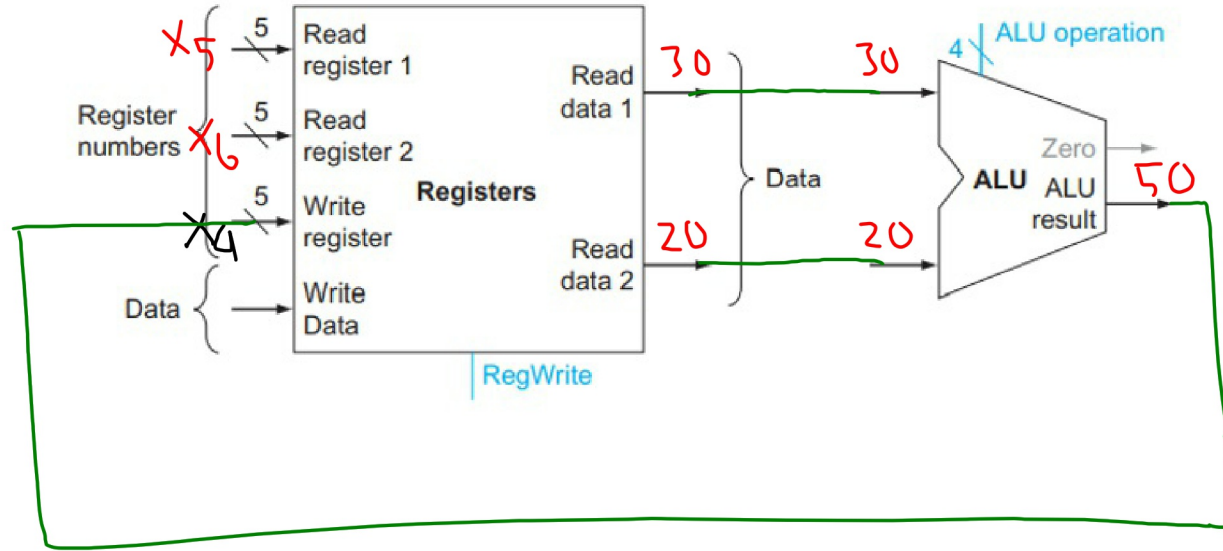 X5
5
Read
register 1
Register
numbers
X6
5
Read
register 2
X4
5
Write
register
Data
Write
Data
Registers
Read
data 1
Read
data 2
RegWrite
30
20
Data
30
20
4
ALU operation
ALU
Zero
ALU
result
50